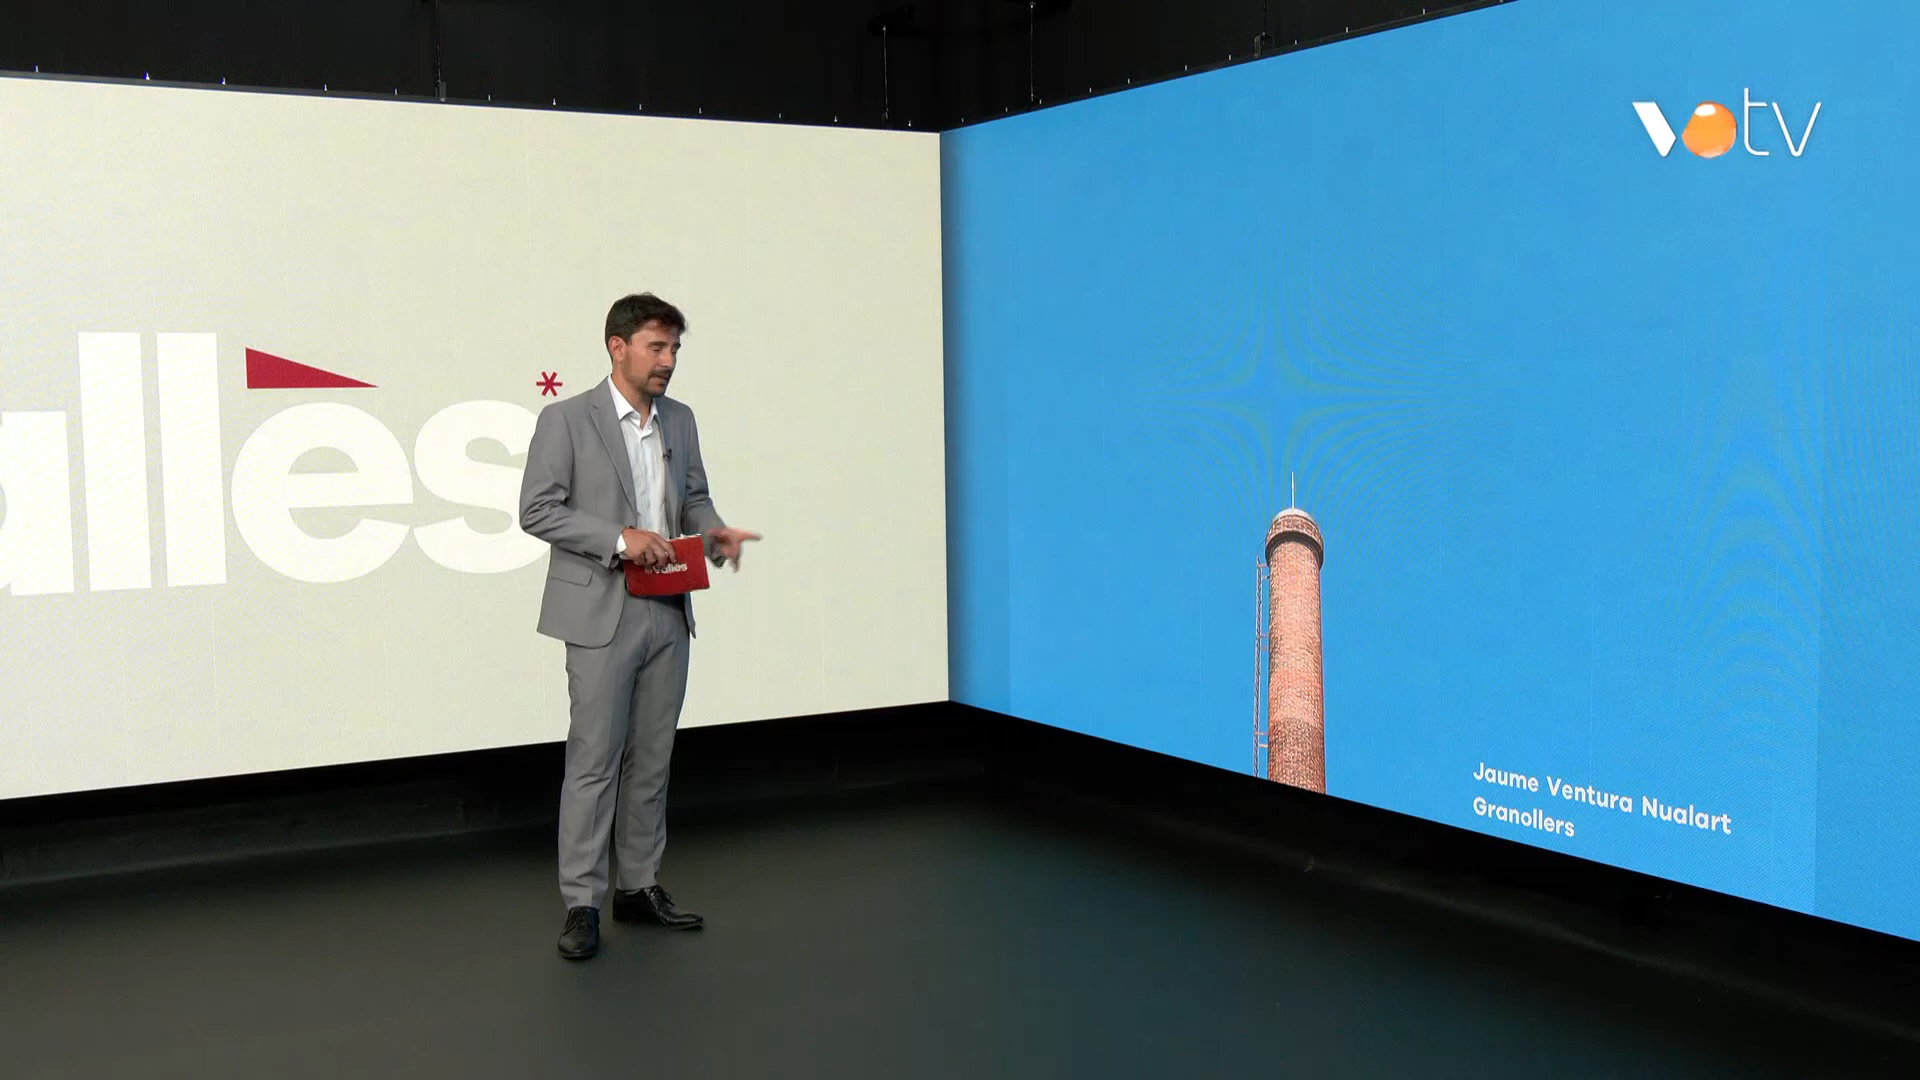 allès*
vallès
votv
Jaume Ventura Nualart
Granollers